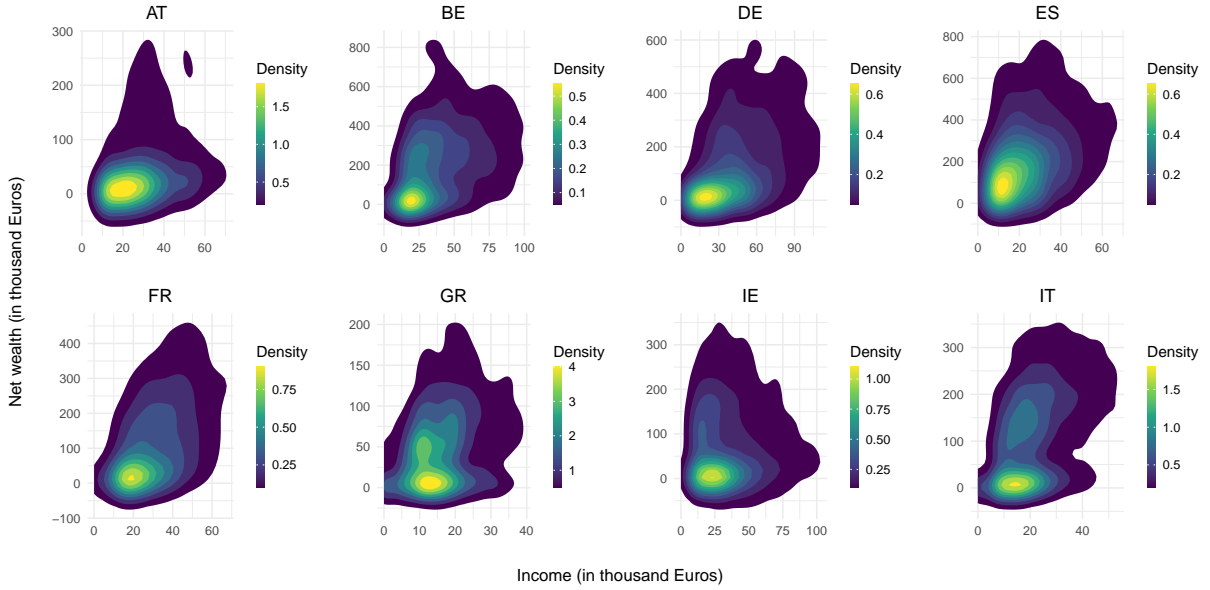 AT
BE
DE
ES
Density
1.5
1.0
0.5
300
200
100
0
0 20 40 60
Density
0.5
0.4
0.3
0.2
0.1
800
600
400
200
0
0 25 50 75 100
Density
0.6
0.4
0.2
600
400
200
0
0 30 60 90
Density
0.6
0.4
0.2
800
600
400
200
0
0 20 40 60
FR
GR
IE
IT
Density
0.75
0.50
0.25
400
300
200
100
0
−100
0 20 40 60
Density
4
3
2
1
200
150
100
50
0
0 10 20 30 40
Density
1.00
0.75
0.50
0.25
300
200
100
0
0 25 50 75 100
Density
1.5
1.0
0.5
300
200
100
0
0 20 40
Net wealth (in thousand Euros)
Income (in thousand Euros)